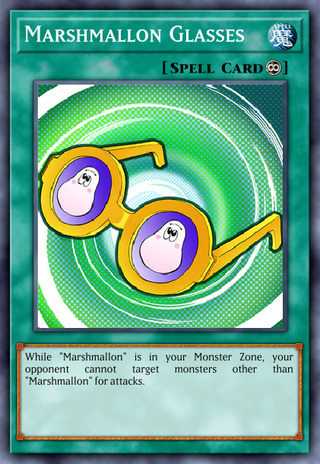 Marshmallon Glasses
魔
[Spell Card]
While "Marshmallon" is in your Monster Zone, your
opponent cannot target monsters other than
"Marshmallon" for attacks.